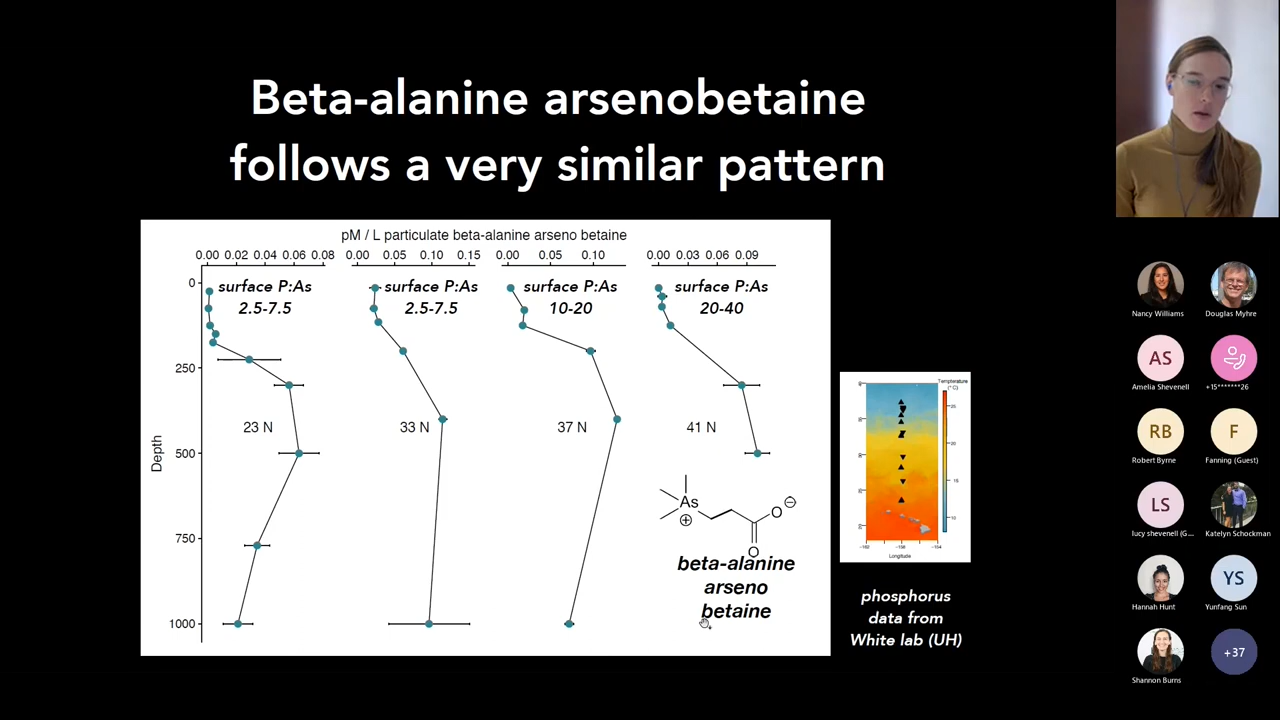 Beta-alanine arsenobetaine
follows a very similar pattern
pM / L particulate beta-alanine arseno betaine
0.00 0.02 0.04 0.06 0.08
0.00 0.05 0.10 0.15
0.00 0.05 0.10
0.00 0.03 0.06 0.09
surface P:As
2.5-7.5
surface P:As
2.5-7.5
surface P:As
10-20
surface P:As
20-40
Depth
0
250
500
750
1000
23 N
33 N
37 N
41 N
As
O
O
beta-alanine
arseno
betaine
Temperature
(°C)
Longitude
phosphorus
data from
White lab (UH)
Nancy Williams
Douglas Myhre
AS
Amelia Shevenell
+15*******26
RB
Robert Byrne
F
Fanning (Guest)
LS
lucy shevenell (G...
Katelyn Schockman
Hannah Hunt
YS
Yunfang Sun
Shannon Burns
+37